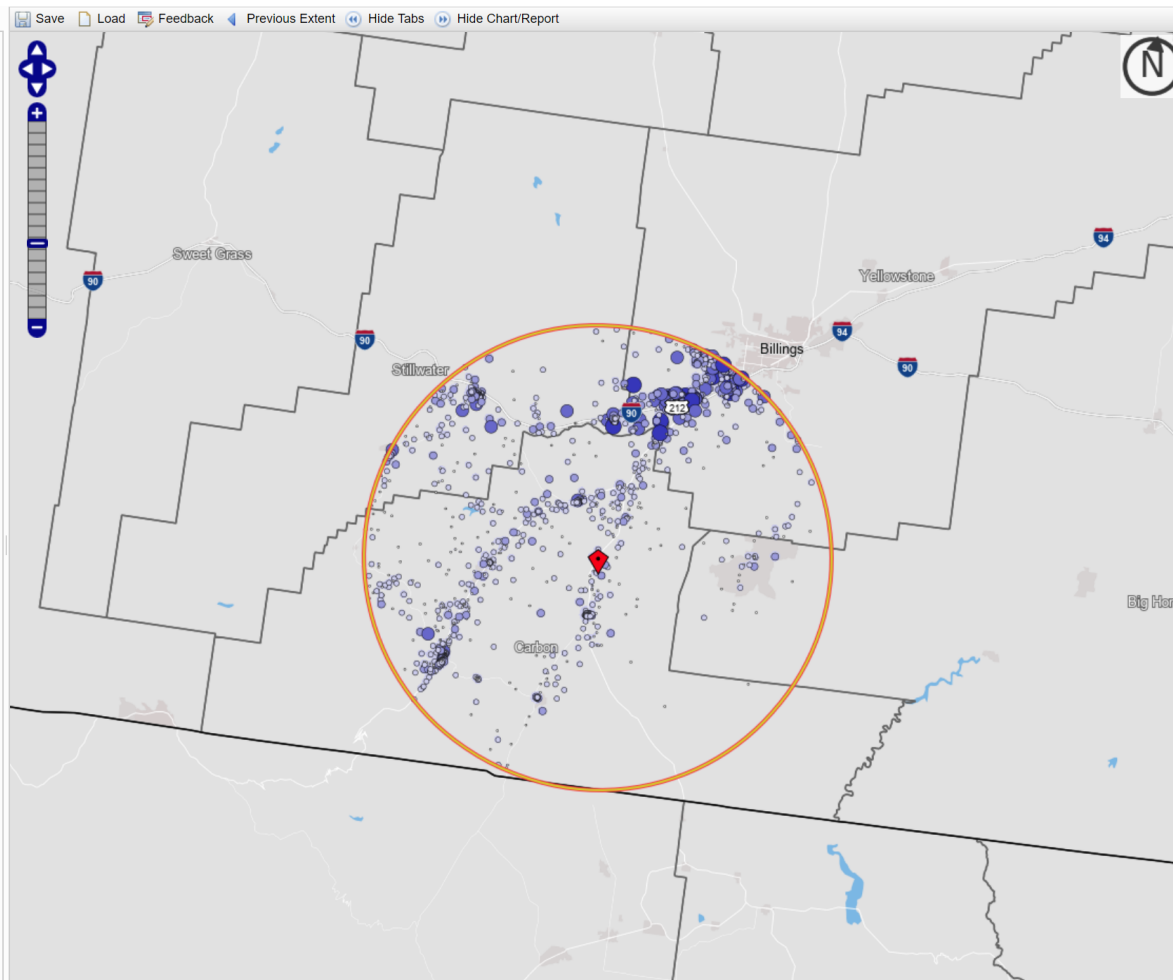 Save Load Feedback Previous Extent Hide Tabs Hide Chart/Report
N
94
Sweet Grass
Yellowstone
90
94
90
Billings
90
Stillwater
212
90
Big Hor
Carbon